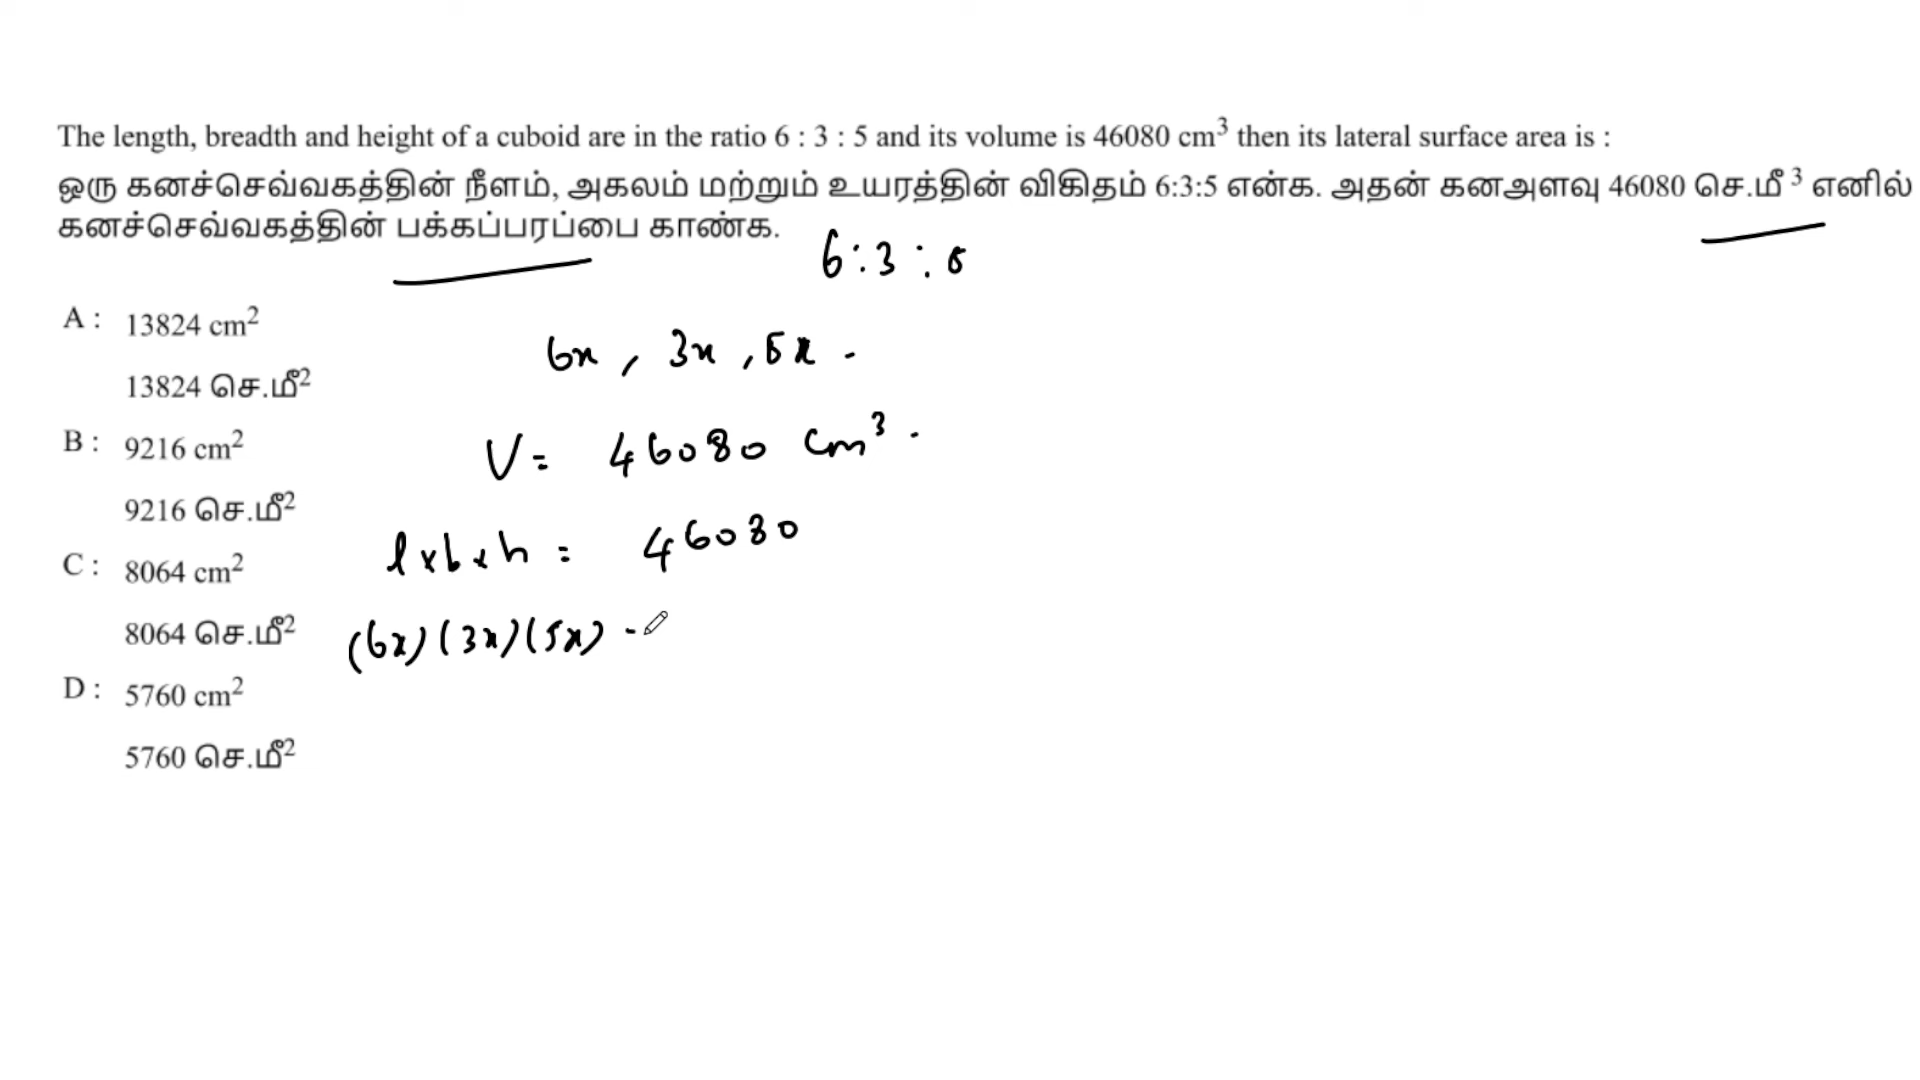 The length, breadth and height of a cuboid are in the ratio 6 : 3 : 5 and its volume is 46080 cm³ then its lateral surface area is :
ஒரு கனச்செவ்வகத்தின் நீளம், அகலம் மற்றும் உயரத்தின் விகிதம் 6:3:5 என்க. அதன் கனஅளவு 46080 செ.மீ ³ எனில்
கனச்செவ்வகத்தின் பக்கப்பரப்பை காண்க.
6:3:5
A : 13824 cm²
13824 செ.மீ²
6x, 3x, 5x.
B : 9216 cm²
V= 46080 cm³.
9216 செ.மீ²
l×b×h = 46080
C : 8064 cm²
8064 செ.மீ²
(6x)(3x)(5x) -
D : 5760 cm²
5760 செ.மீ²